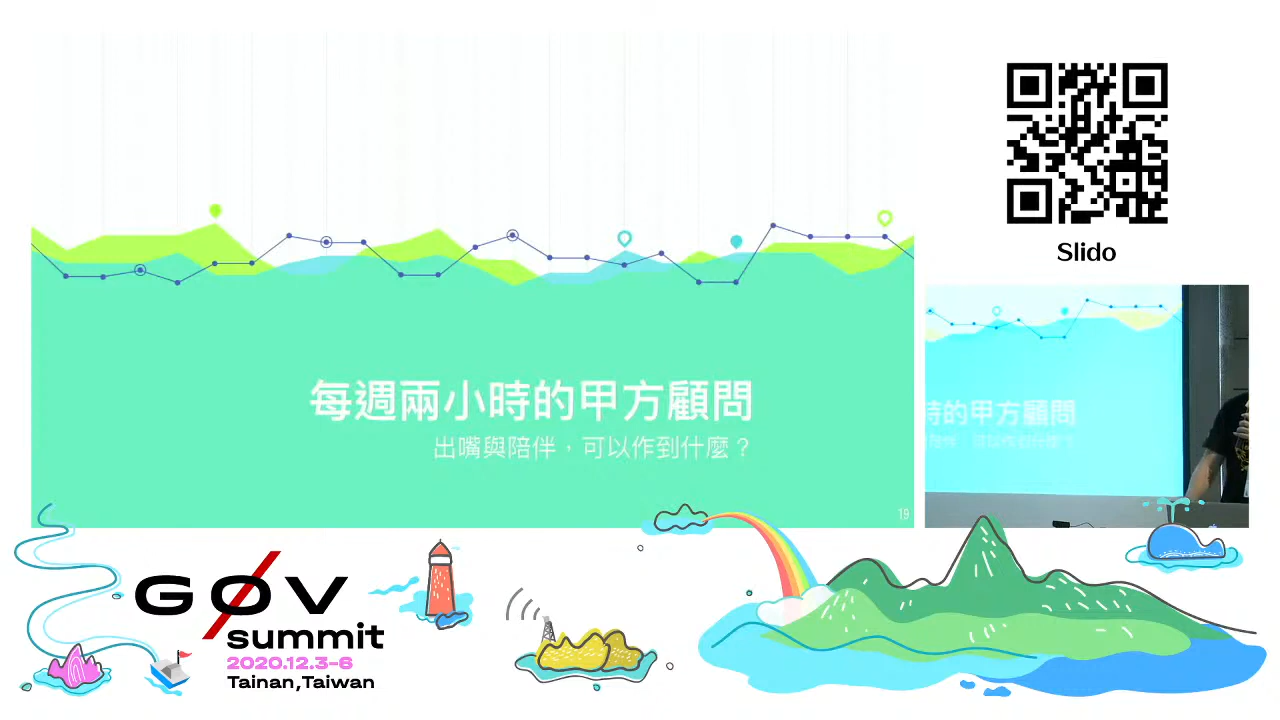 每週兩小時的甲方顧問
出嘴與陪伴，可以作到什麼？
19
Slido
時的甲方顧問
GØV
summit
2020.12.3-6
Tainan,Taiwan